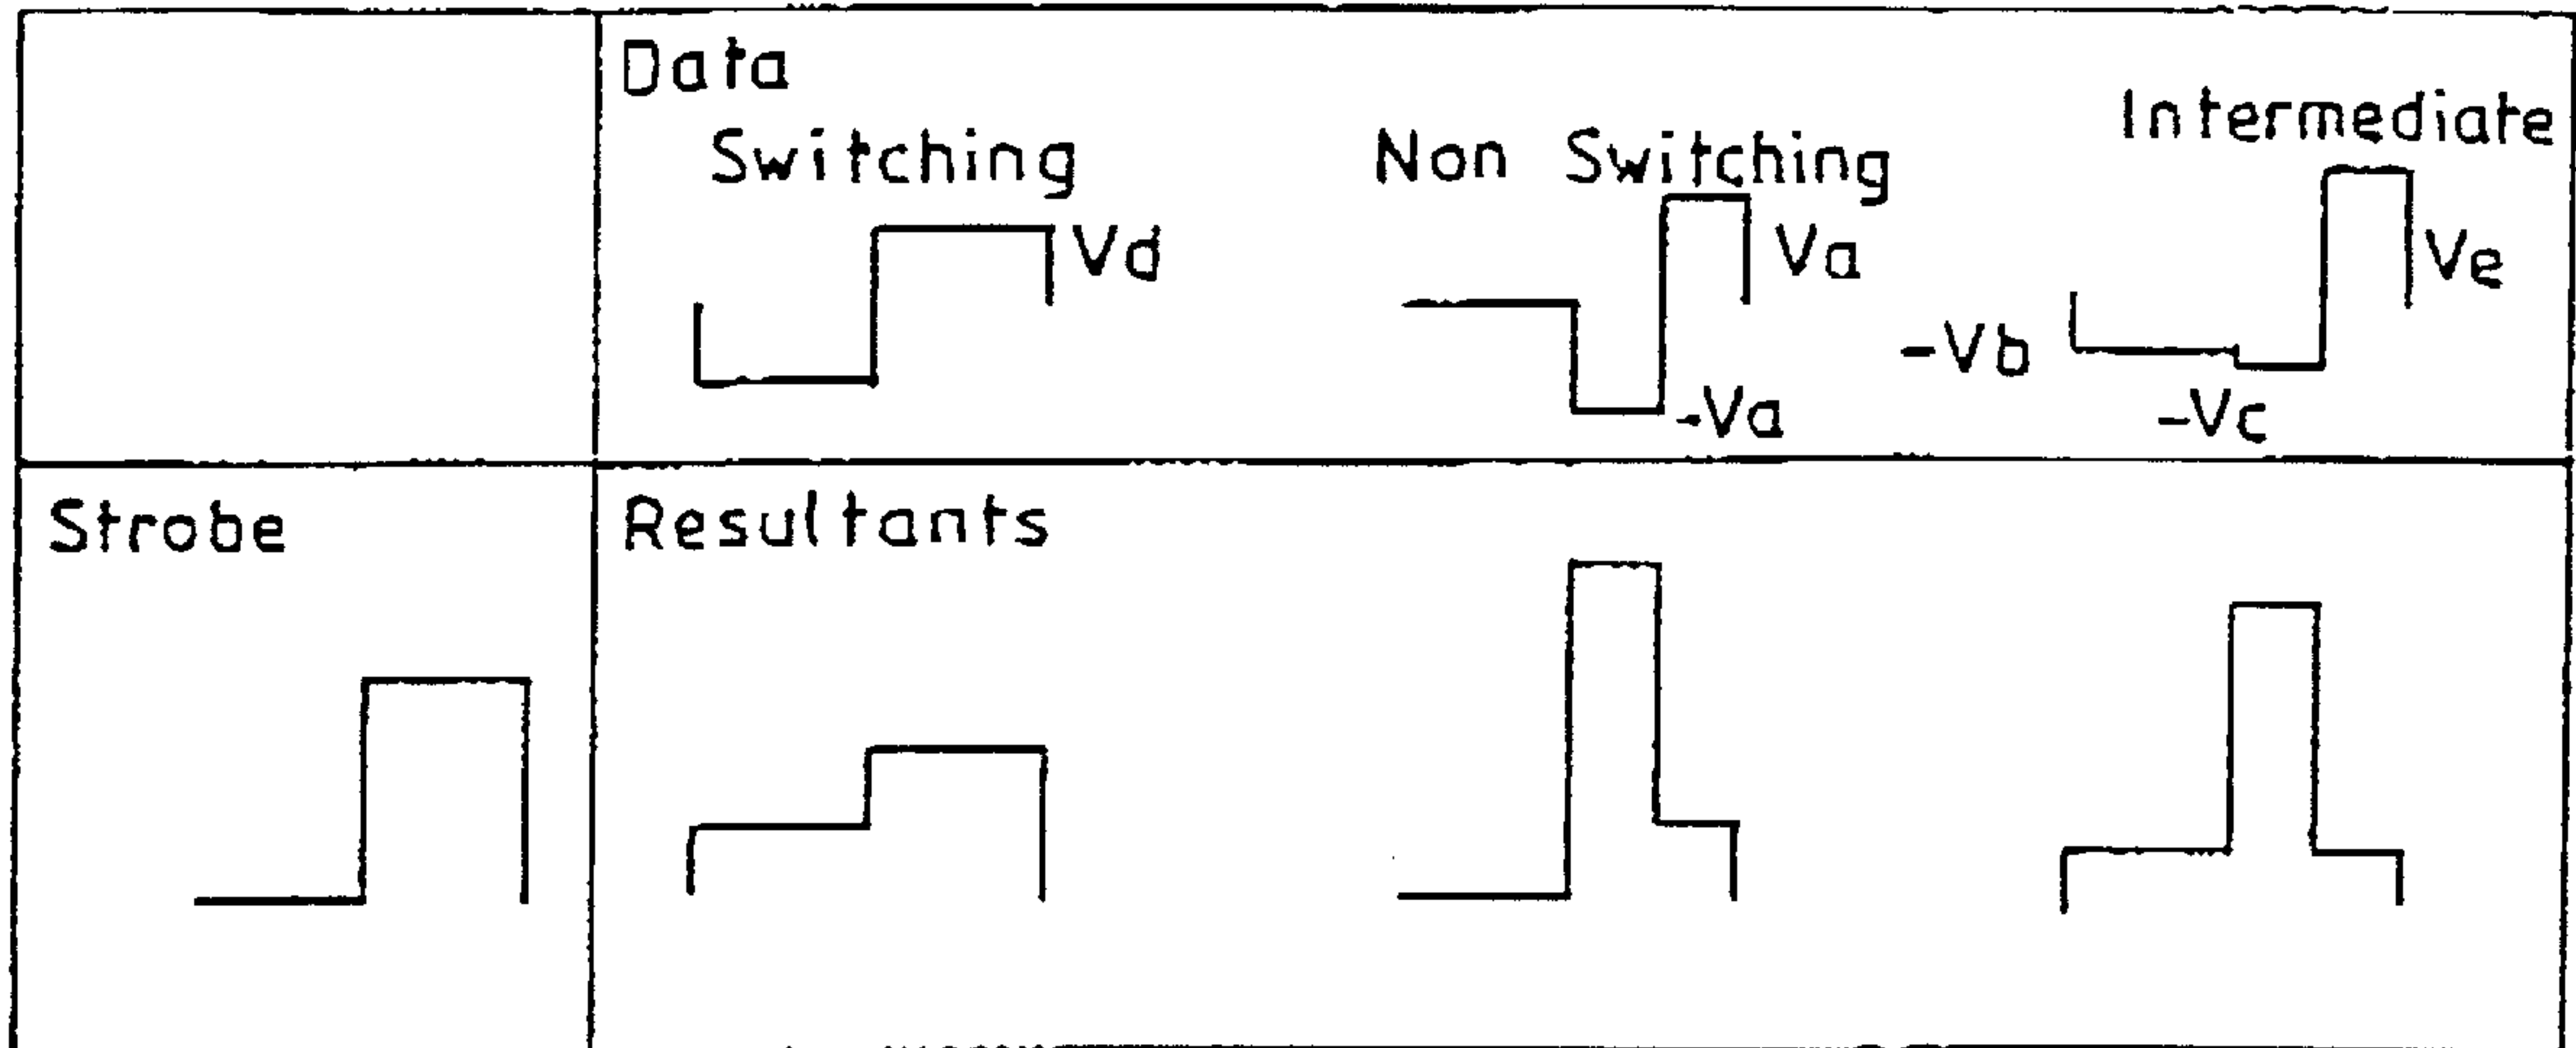 Data
Switching
Non Switching
Intermediate
Vd
Va
-Va
-Vb
-Vc
Ve
Strobe
Resultants